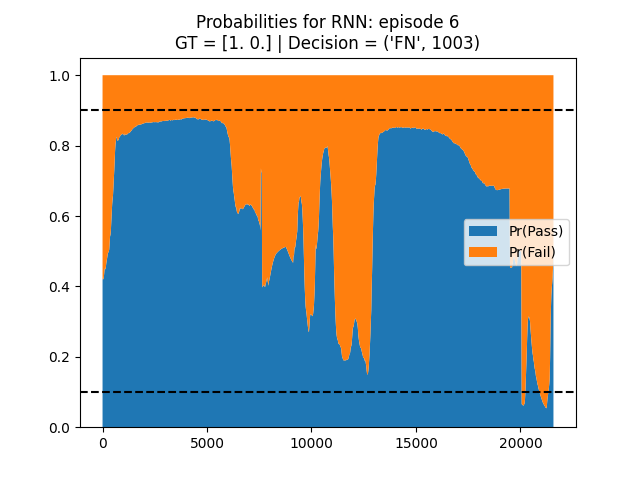 Probabilities for RNN: episode 6
GT = [1. 0.] | Decision = ('FN', 1003)
1.0
0.8
0.6
0.4
0.2
0.0
Pr(Pass)
Pr(Fail)
0
5000
10000
15000
20000